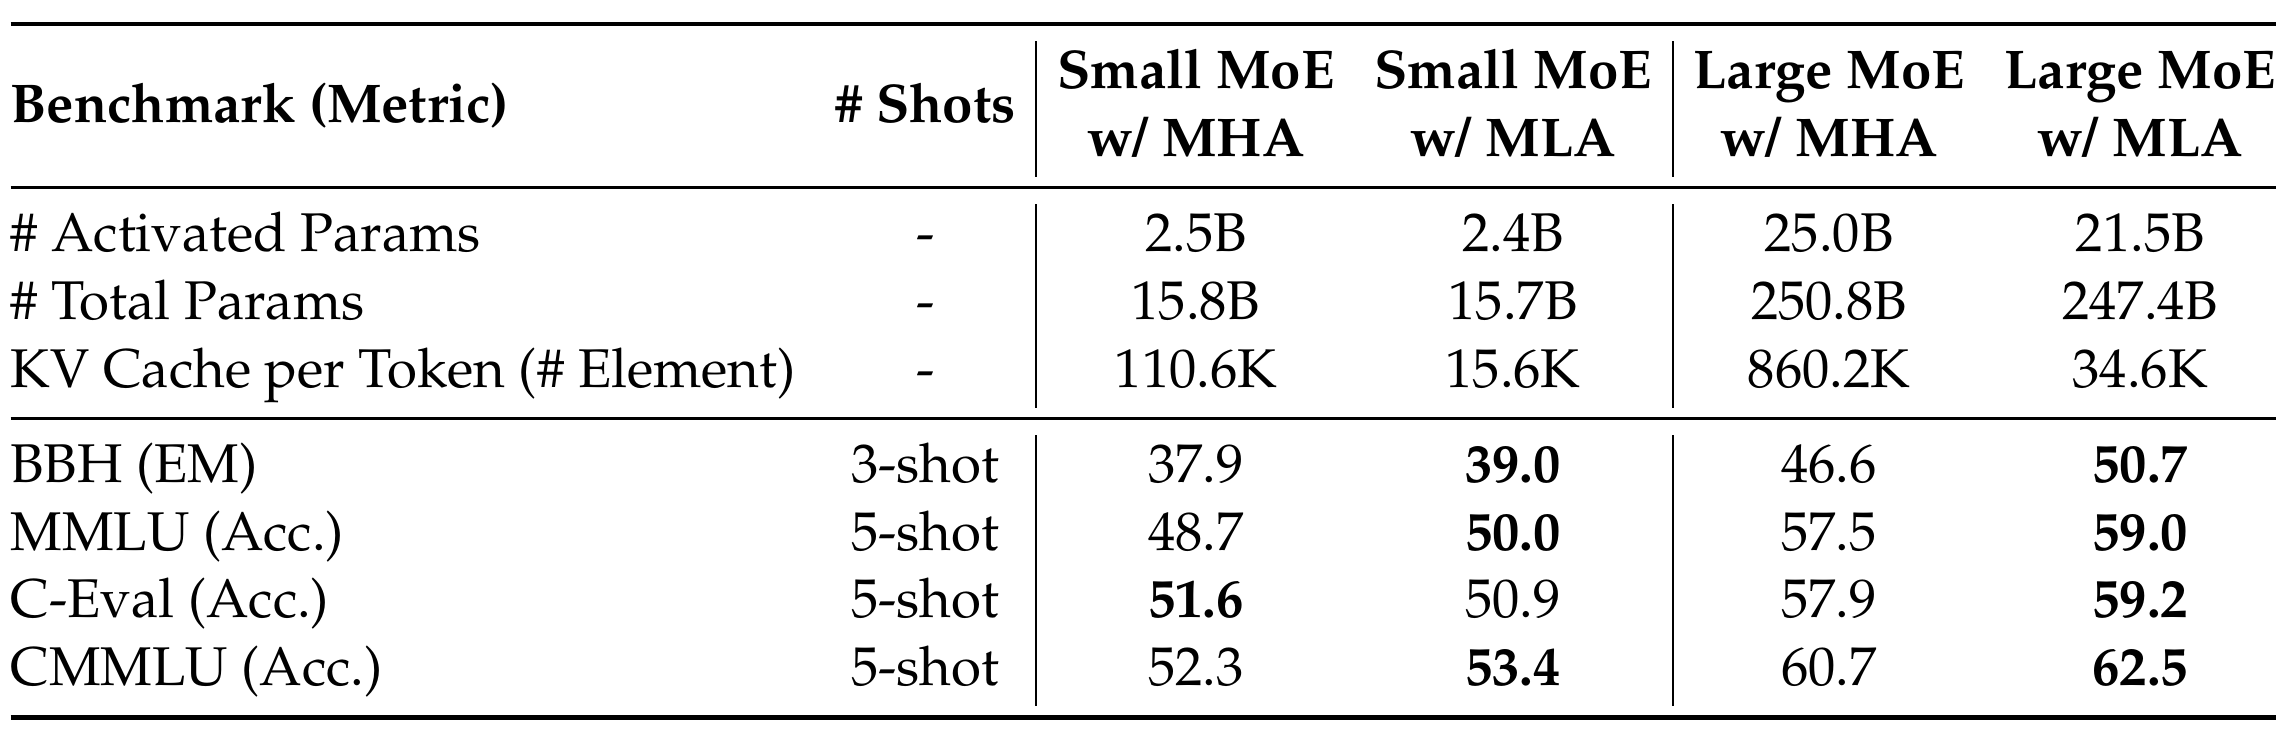 Benchmark (Metric) # Shots Small MoE w/ MHA Small MoE w/ MLA Large MoE w/ MHA Large MoE w/ MLA
# Activated Params - 2.5B 2.4B 25.0B 21.5B
# Total Params - 15.8B 15.7B 250.8B 247.4B
KV Cache per Token (# Element) - 110.6K 15.6K 860.2K 34.6K
BBH (EM) 3-shot 37.9 39.0 46.6 50.7
MMLU (Acc.) 5-shot 48.7 50.0 57.5 59.0
C-Eval (Acc.) 5-shot 51.6 50.9 57.9 59.2
CMMLU (Acc.) 5-shot 52.3 53.4 60.7 62.5